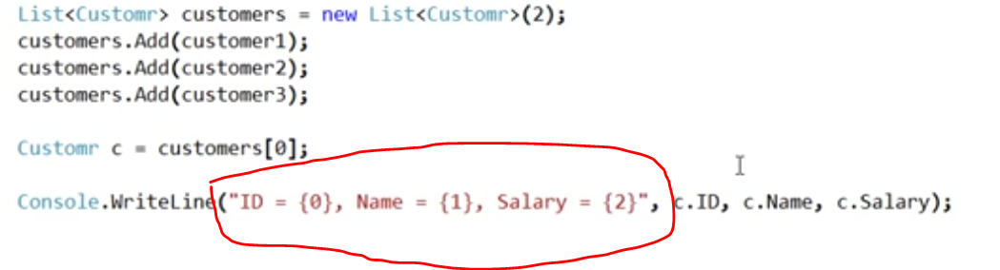 List<Customr> customers = new List<Customr>(2);
customers.Add(customer1);
customers.Add(customer2);
customers.Add(customer3);
Customr c = customers[0];
Console.WriteLine("ID = {0}, Name = {1}, Salary = {2}", c.ID, c.Name, c.Salary);